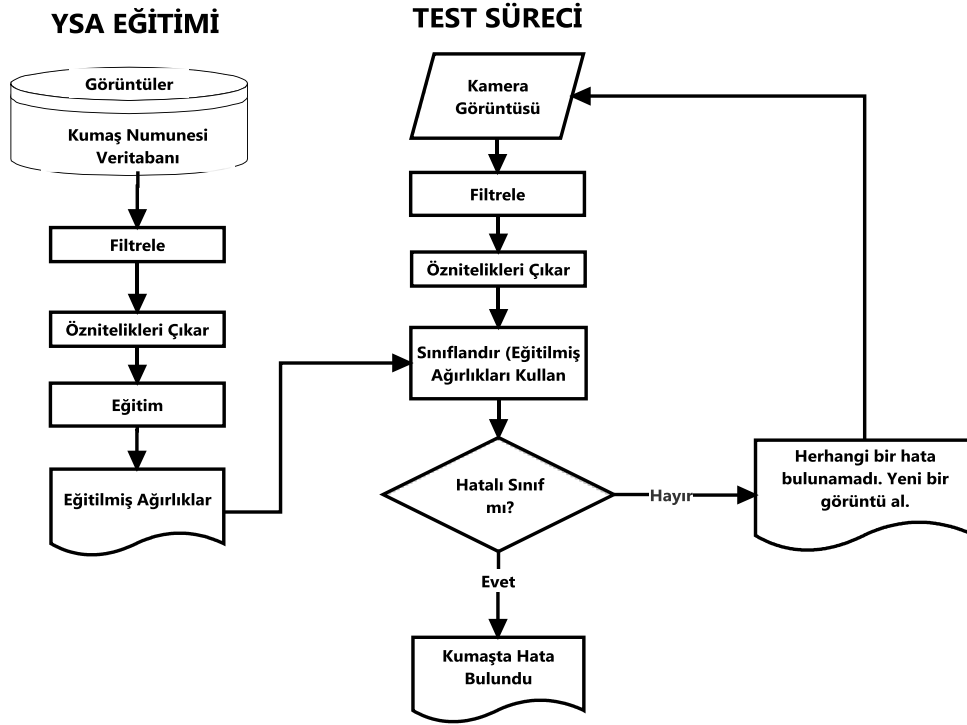 YSA EĞİTİMİ
Görüntüler
Kumaş Numunesi
Veritabanı
Filtrele
Öznitelikleri Çıkar
Eğitim
Eğitilmiş Ağırlıklar
TEST SÜRECİ
Kamera
Görüntüsü
Filtrele
Öznitelikleri Çıkar
Sınıflandır (Eğitilmiş
Ağırlıkları Kullan
Hatalı Sınıf
mı?
Hayır
Herhangi bir hata
bulunamadı. Yeni bir
görüntü al.
Evet
Kumaşta Hata
Bulundu